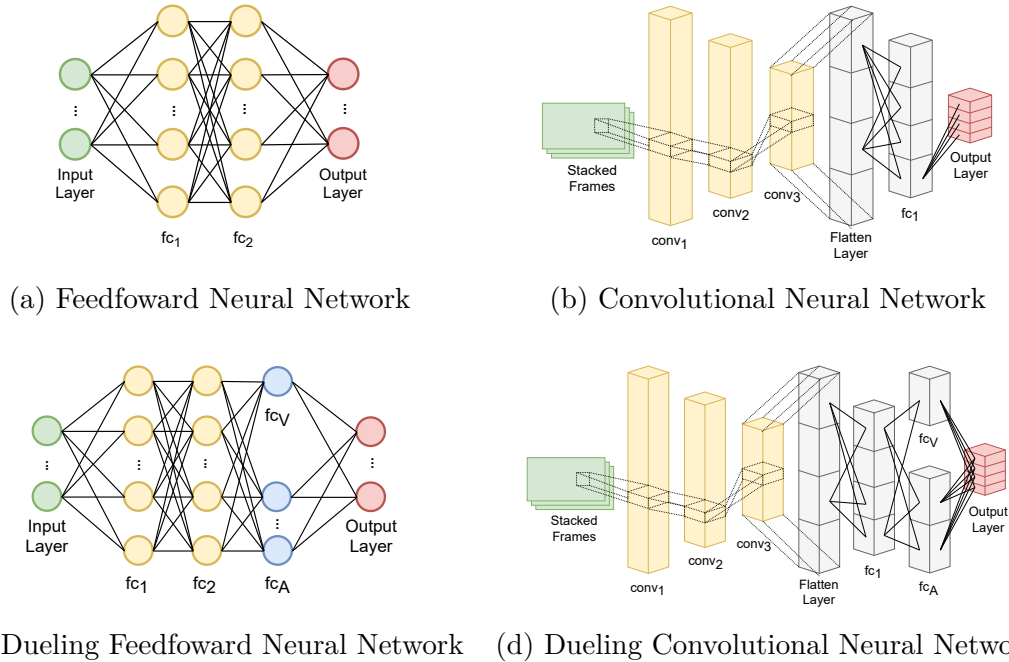 Input
Layer
fc1
fc2
Output
Layer
(a) Feedfoward Neural Network
Stacked
Frames
conv1
conv2
conv3
Flatten
Layer
fc1
Output
Layer
(b) Convolutional Neural Network
Input
Layer
fc1
fc2
fcV
fcA
Output
Layer
Dueling Feedfoward Neural Network
Stacked
Frames
conv1
conv2
conv3
Flatten
Layer
fc1
fcV
fcA
Output
Layer
(d) Dueling Convolutional Neural Netwo